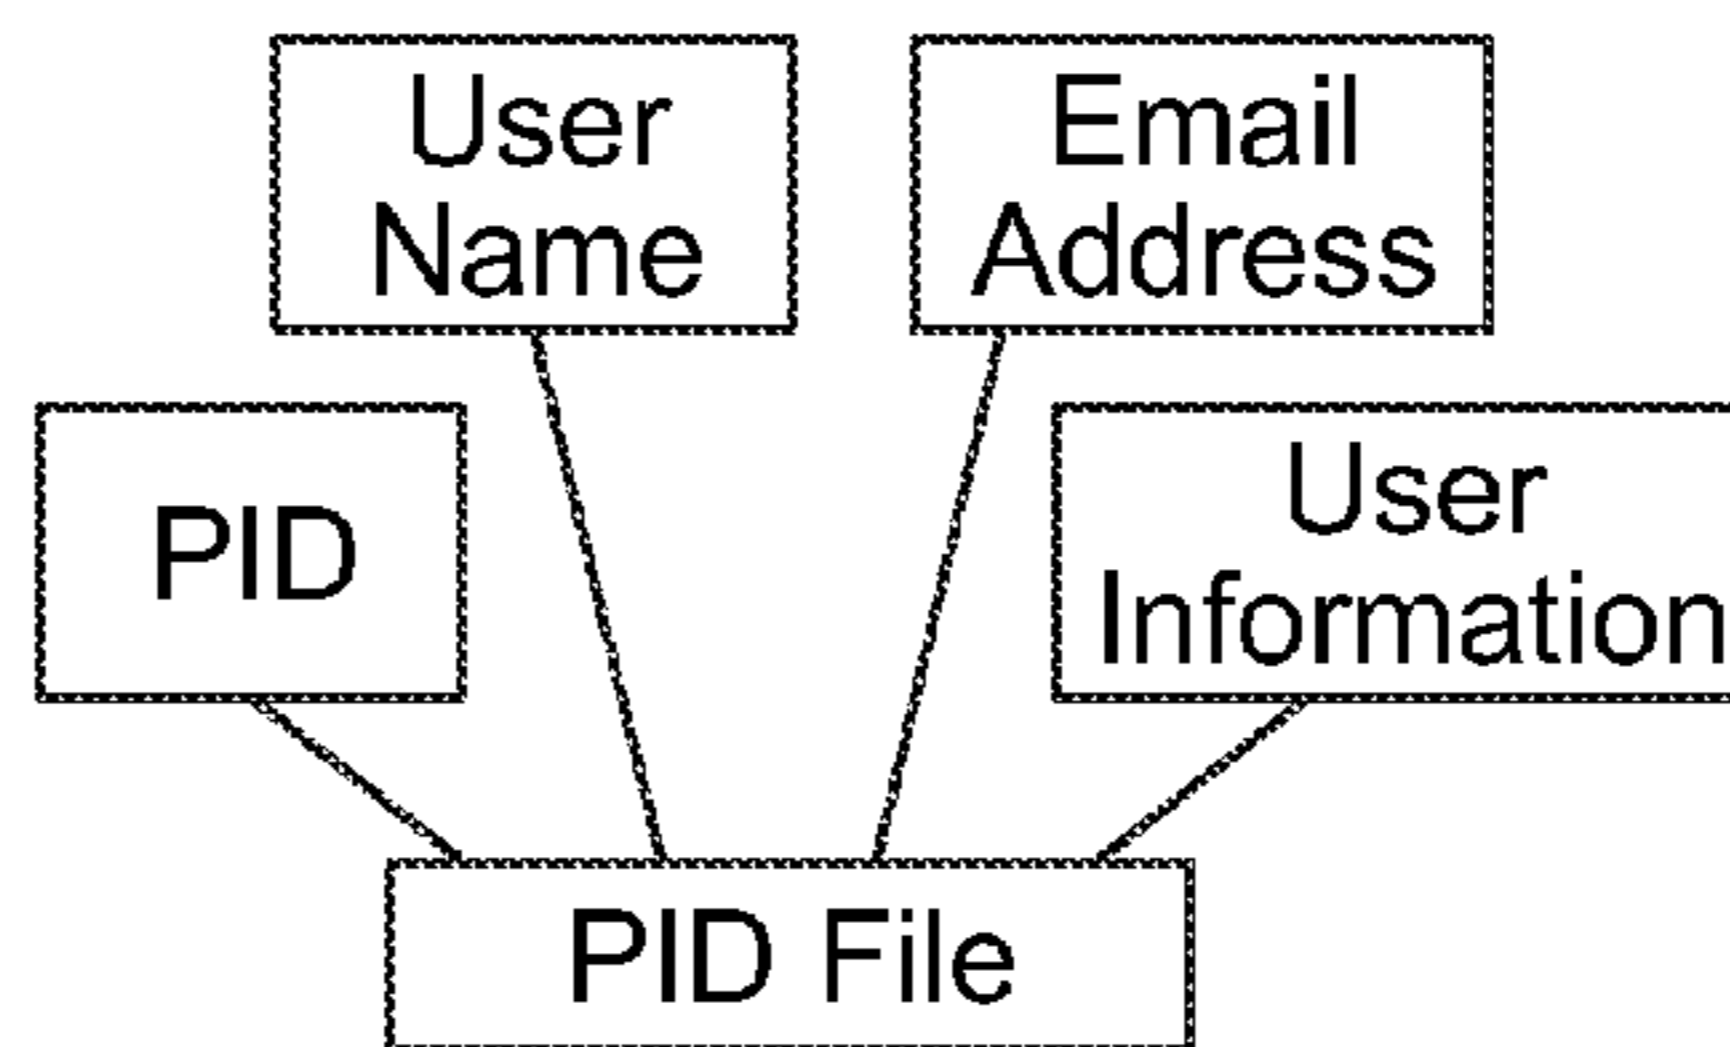 User
Name
Email
Address
PID
User
Information
PID File